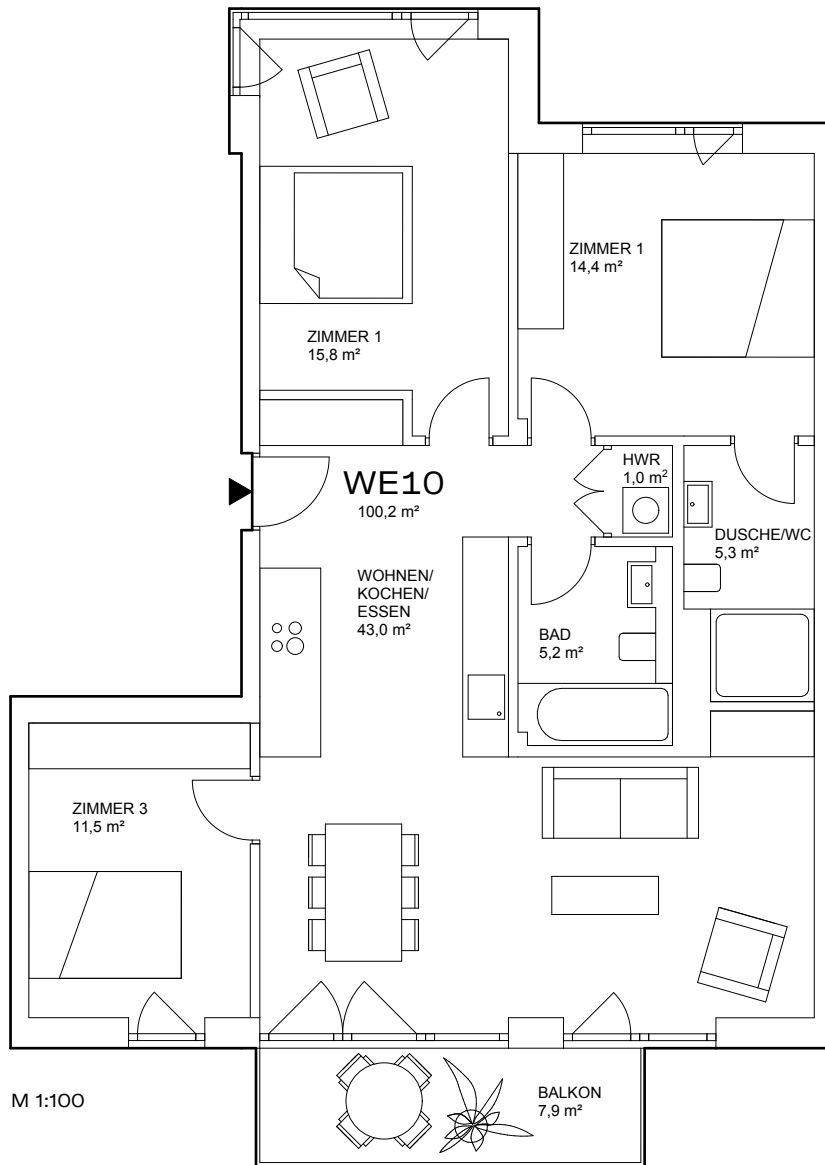 ZIMMER 1
14,4 m²
ZIMMER 1
15,8 m²
HWR
1,0 m²
WE10
100,2 m²
DUSCHE/WC
5,3 m²
WOHNEN/
KOCHEN/
ESSEN
43,0 m²
BAD
5,2 m²
ZIMMER 3
11,5 m²
BALKON
7,9 m²
M 1:100